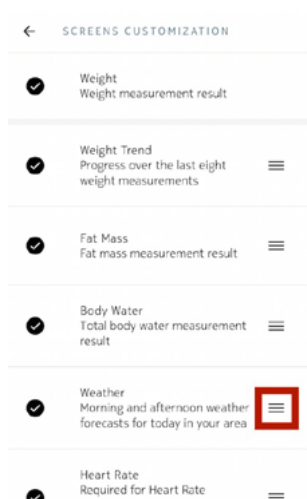 SCREENS CUSTOMIZATION
Weight
Weight measurement result
Weight Trend
Progress over the last eight
weight measurements
Fat Mass
Fat mass measurement result
Body Water
Total body water measurement
result
Weather
Morning and afternoon weather
forecasts for today in your area
Heart Rate
Required for Heart Rate